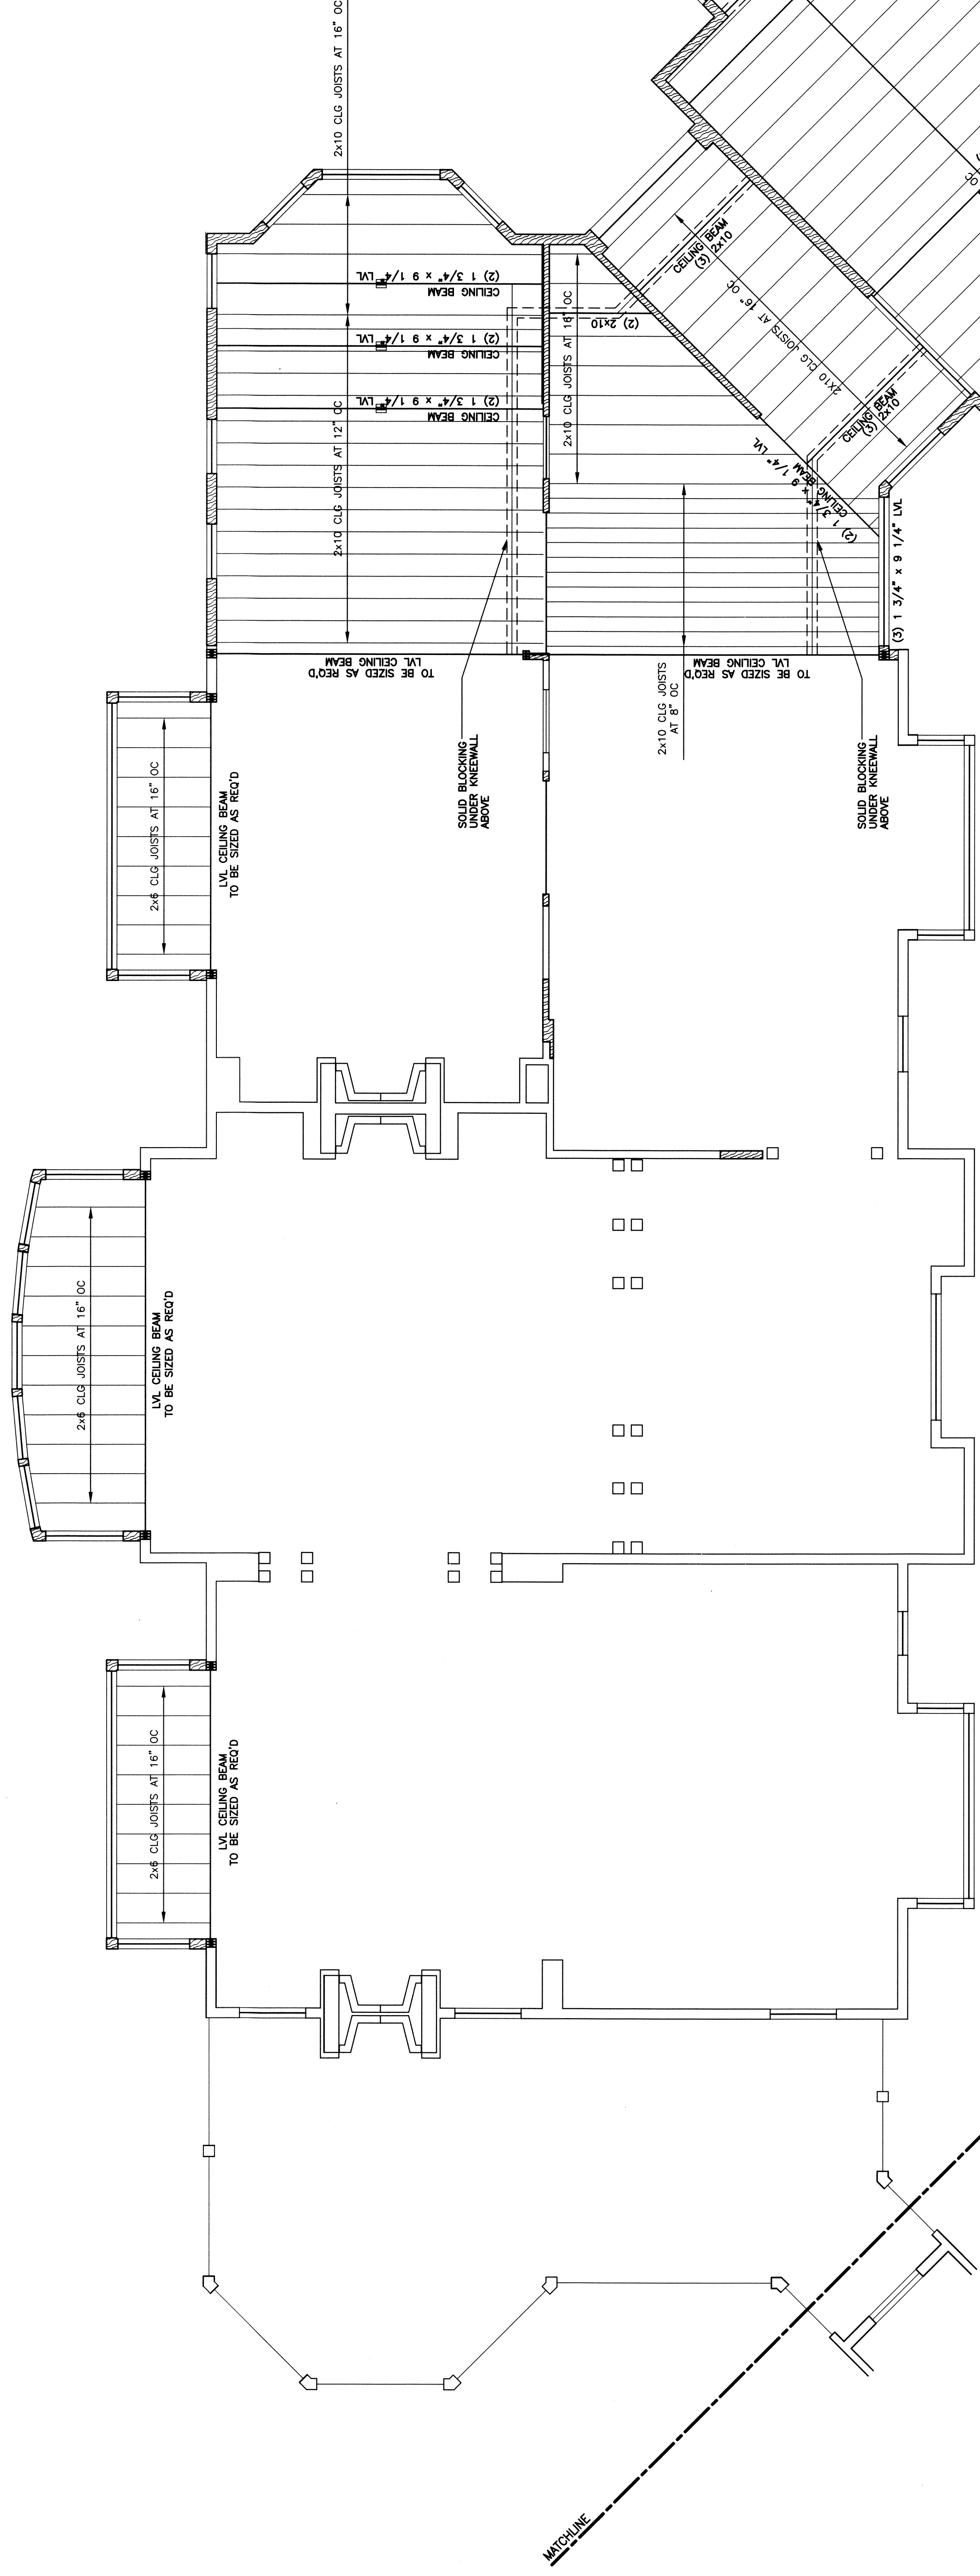 2x10 CLG JOISTS AT 16" OC
OC
CEILING BEAM
(3) 2x10
2X10 CLG JOISTS AT 16" OC
CEILING BEAM
(3) 2x10
CEILING BEAM
(2) 1 3/4" x 9 1/4" LVL
CEILING BEAM
(2) 1 3/4" x 9 1/4" LVL
CEILING BEAM
(2) 1 3/4" x 9 1/4" LVL
(2) 2x10
2x10 CLG JOISTS AT 12" OC
2x10 CLG JOISTS AT 16" OC
CEILING BEAM
(2) 1 3/4" x 9 1/4" LVL
(3) 1 3/4" x 9 1/4" LVL
LVL CEILING BEAM
TO BE SIZED AS REQ'D
LVL CEILING BEAM
TO BE SIZED AS REQ'D
2x10 CLG JOISTS
AT 8" OC
SOLID BLOCKING
UNDER KNEEWALL
ABOVE
SOLID BLOCKING
UNDER KNEEWALL
ABOVE
2x6 CLG JOISTS AT 16" OC
LVL CEILING BEAM
TO BE SIZED AS REQ'D
2x6 CLG JOISTS AT 16" OC
LVL CEILING BEAM
TO BE SIZED AS REQ'D
2x6 CLG JOISTS AT 16" OC
LVL CEILING BEAM
TO BE SIZED AS REQ'D
MATCHLINE